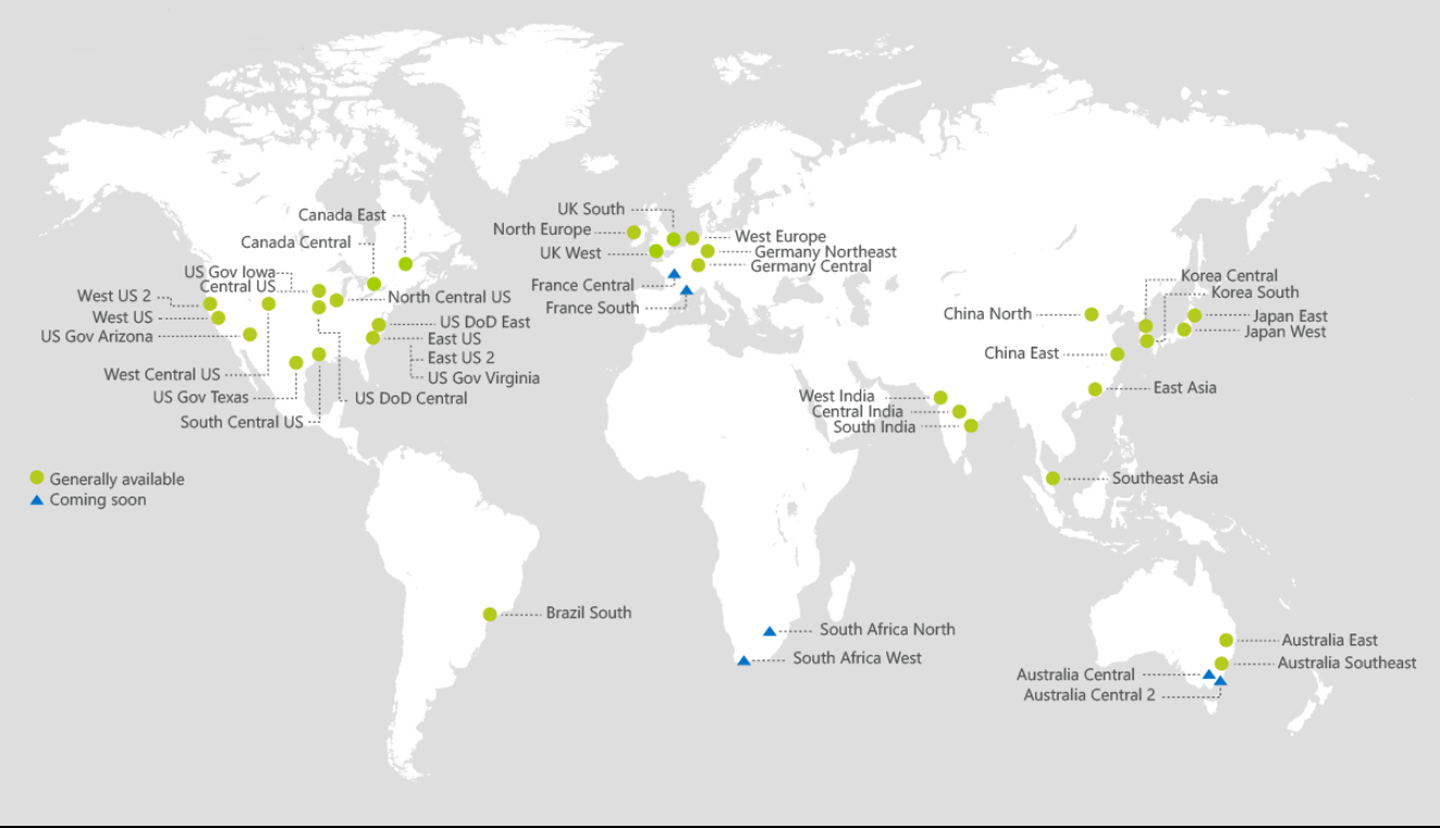 Canada East
Canada Central
US Gov Iowa
Central US
West US 2
West US
US Gov Arizona
West Central US
US Gov Texas
South Central US
North Central US
US DoD East
East US
East US 2
US Gov Virginia
US DoD Central
Generally available
Coming soon
Brazil South
UK South
North Europe
UK West
France Central
France South
West Europe
Germany Northeast
Germany Central
South Africa North
South Africa West
West India
Central India
South India
China North
China East
Korea Central
Korea South
Japan East
Japan West
East Asia
Southeast Asia
Australia East
Australia Southeast
Australia Central
Australia Central 2